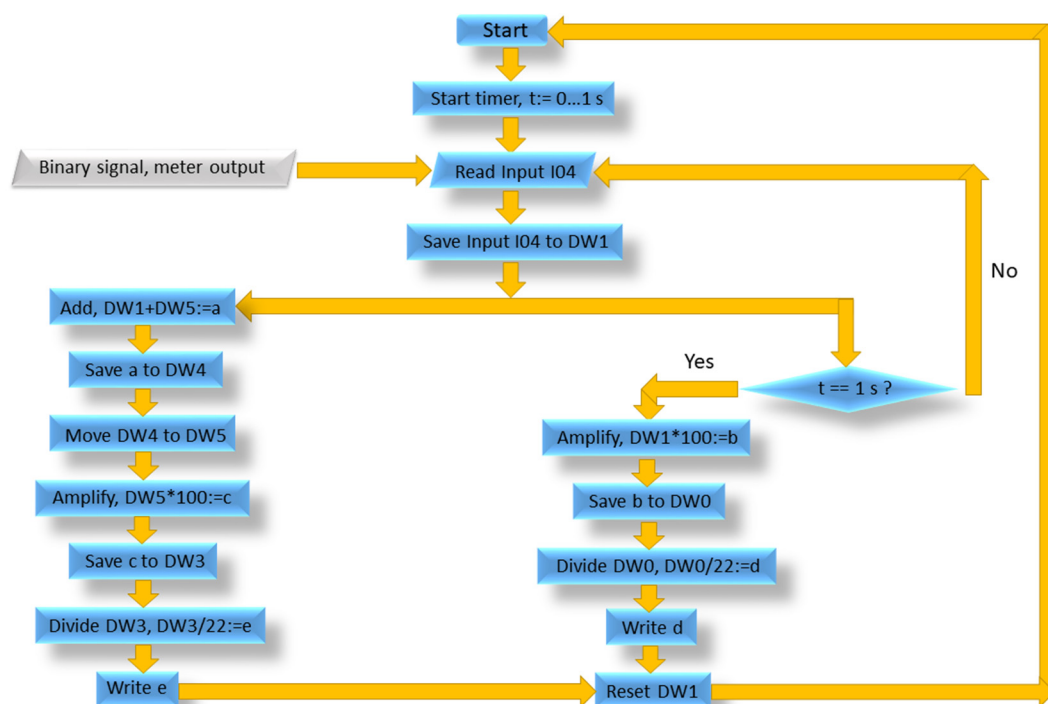 Start
Start timer, t:= 0...1 s
Binary signal, meter output
Read Input I04
Save Input I04 to DW1
No
Add, DW1+DW5:=a
Save a to DW4
Move DW4 to DW5
Amplify, DW5*100:=c
Save c to DW3
Divide DW3, DW3/22:=e
Write e
Yes
t == 1 s ?
Amplify, DW1*100:=b
Save b to DW0
Divide DW0, DW0/22:=d
Write d
Reset DW1